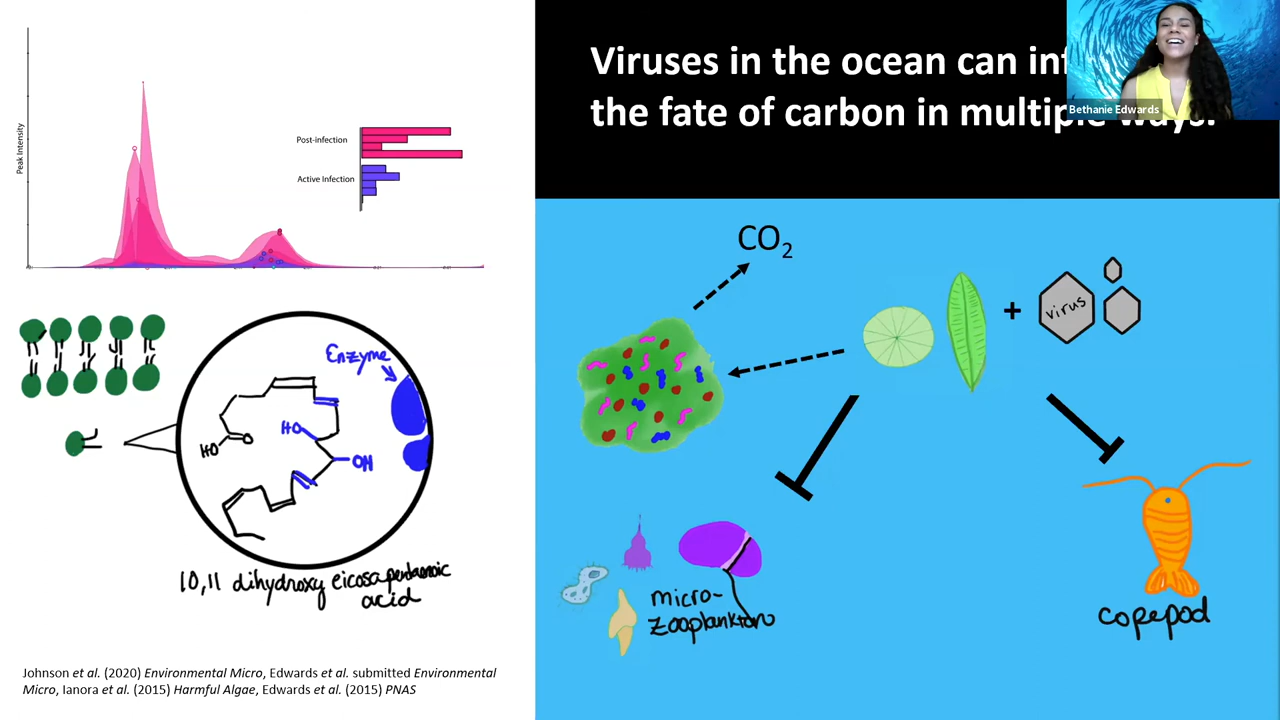 Peak Intensity
Post-infection
Active Infection
Enzyme
HO
O
HO
OH
10,11 dihydroxy eicosapentaenoic
acid
Johnson et al. (2020) Environmental Micro, Edwards et al. submitted Environmental
Micro, Ianora et al. (2015) Harmful Algae, Edwards et al. (2015) PNAS
Viruses in the ocean can
the fate of carbon in multiple ways.
Bethanie Edwards
CO2
+
virus
micro-
zooplankton
copepod